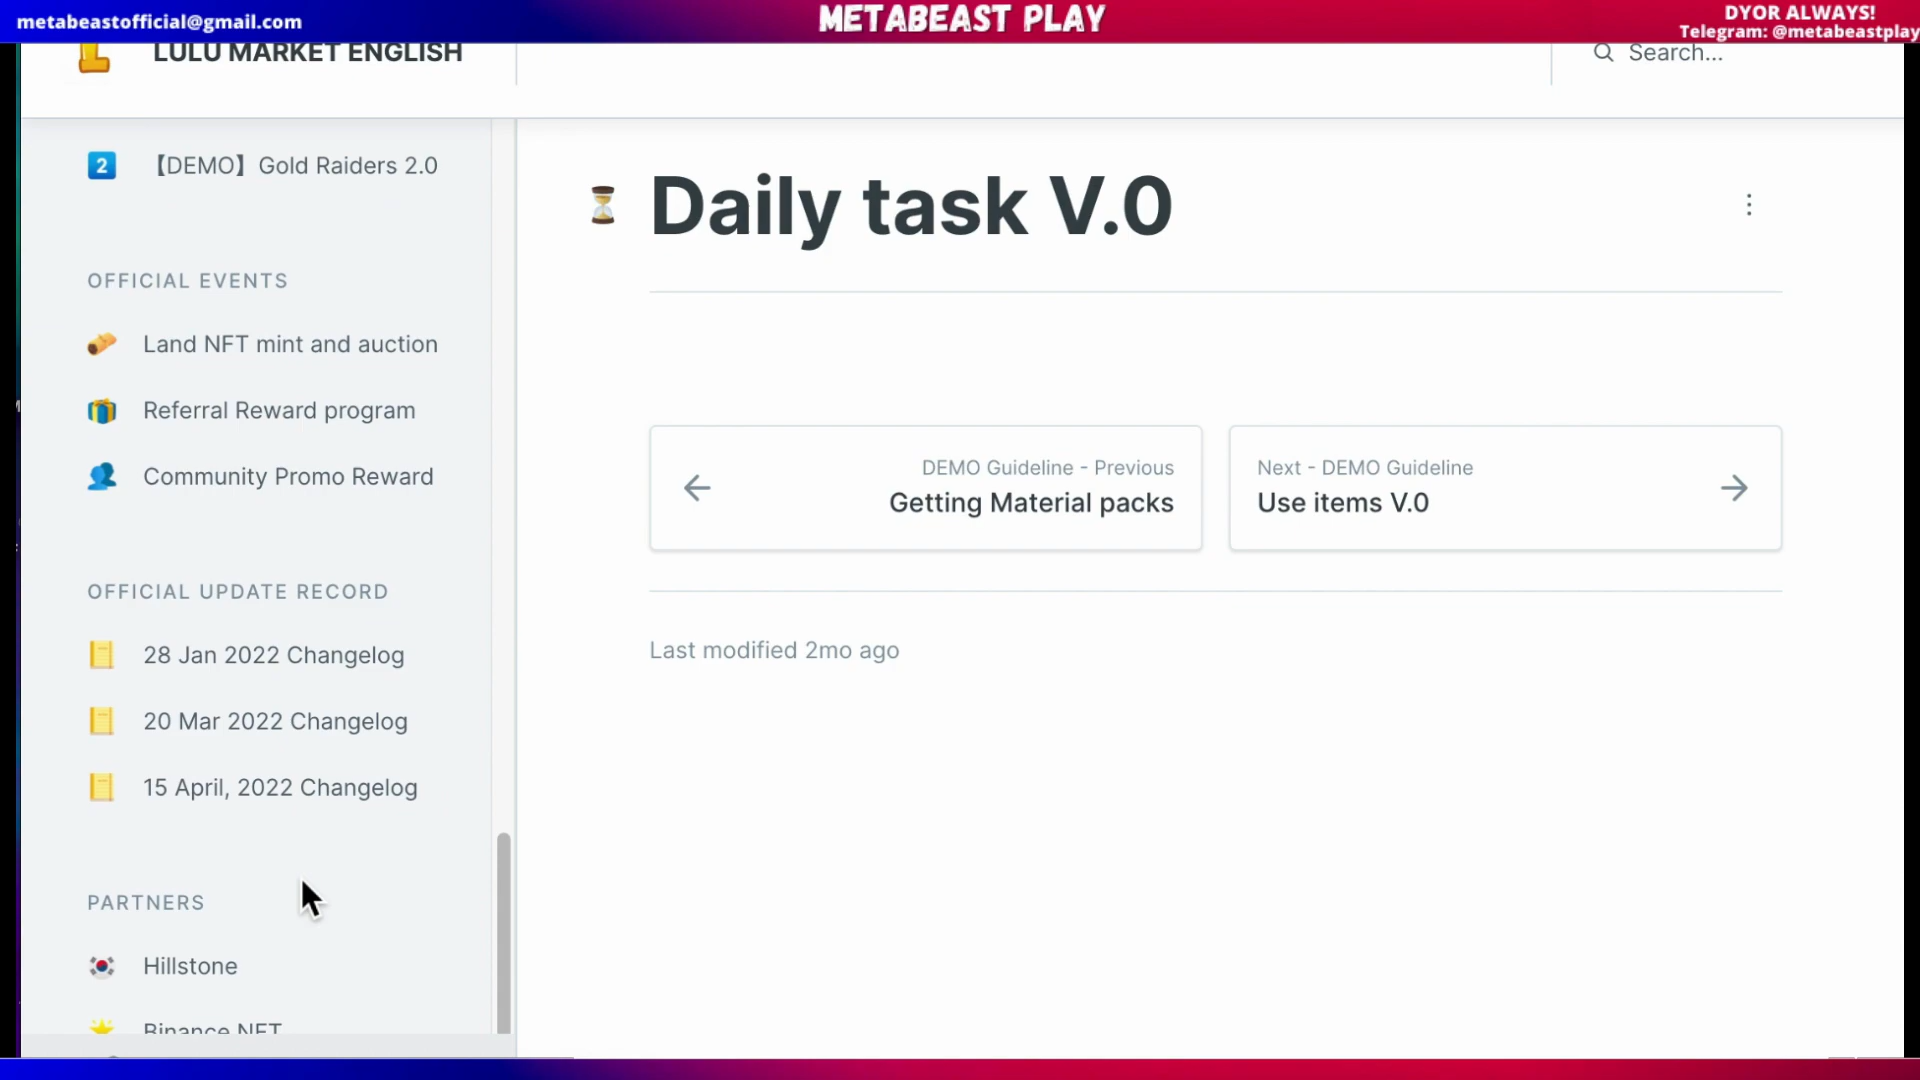 metabeastofficial@gmail.com
METABEAST PLAY
DYOR ALWAYS!
Telegram: @metabeastplay
LULU MARKET ENGLISH
Search...
2 【DEMO】Gold Raiders 2.0
OFFICIAL EVENTS
Land NFT mint and auction
Referral Reward program
Community Promo Reward
OFFICIAL UPDATE RECORD
28 Jan 2022 Changelog
20 Mar 2022 Changelog
15 April, 2022 Changelog
PARTNERS
Hillstone
Binance NFT
Daily task V.0
DEMO Guideline - Previous
Getting Material packs
Next - DEMO Guideline
Use items V.0
Last modified 2mo ago